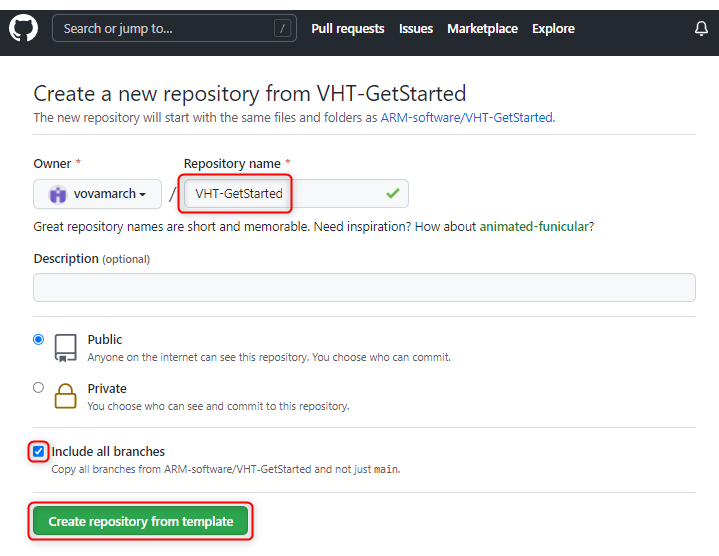 Search or jump to... / Pull requests Issues Marketplace Explore
Create a new repository from VHT-GetStarted
The new repository will start with the same files and folders as ARM-software/VHT-GetStarted.
Owner * Repository name *
vovamarch / VHT-GetStarted
Great repository names are short and memorable. Need inspiration? How about animated-funicular?
Description (optional)
Public
Anyone on the internet can see this repository. You choose who can commit.
Private
You choose who can see and commit to this repository.
Include all branches
Copy all branches from ARM-software/VHT-GetStarted and not just main.
Create repository from template